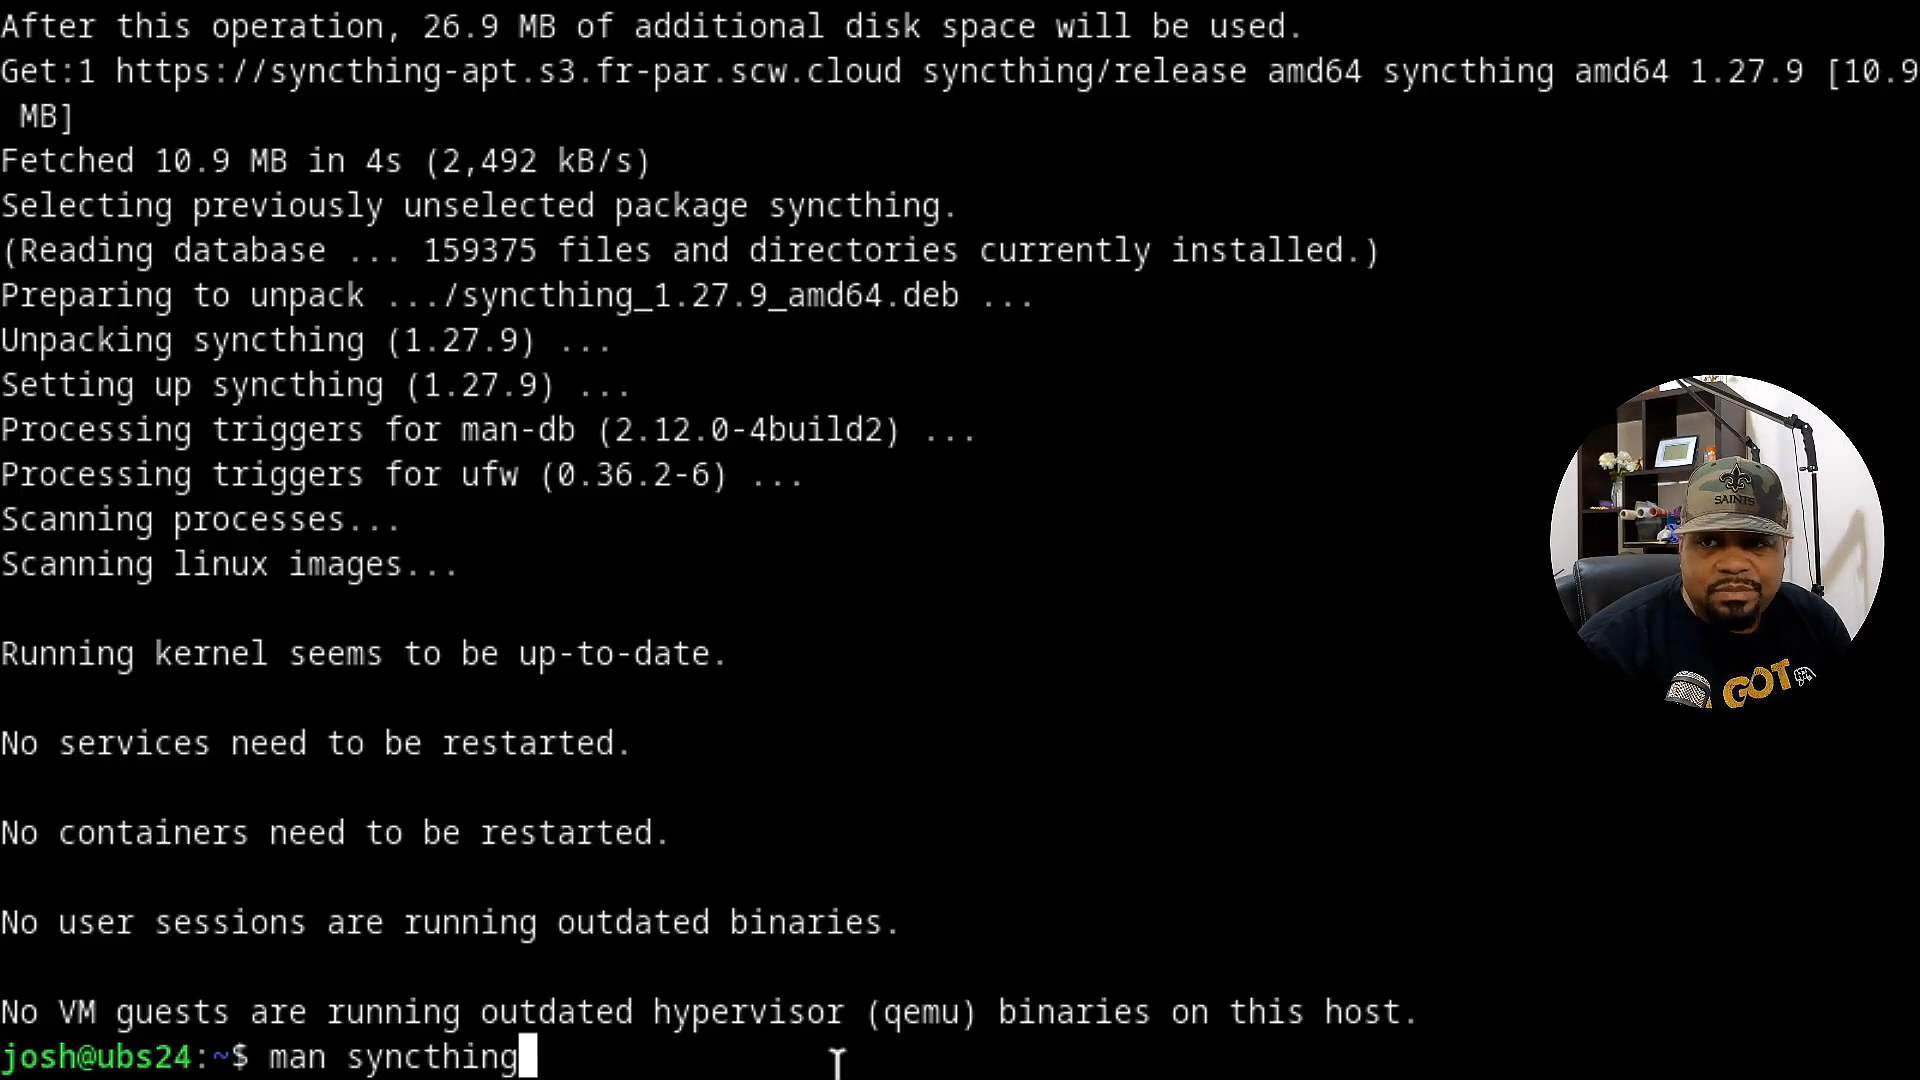 After this operation, 26.9 MB of additional disk space will be used.
Get:1 https://syncthing-apt.s3.fr-par.scw.cloud syncthing/release amd64 syncthing amd64 1.27.9 [10.9
 MB]
Fetched 10.9 MB in 4s (2,492 kB/s)
Selecting previously unselected package syncthing.
(Reading database ... 159375 files and directories currently installed.)
Preparing to unpack .../syncthing_1.27.9_amd64.deb ...
Unpacking syncthing (1.27.9) ...
Setting up syncthing (1.27.9) ...
Processing triggers for man-db (2.12.0-4build2) ...
Processing triggers for ufw (0.36.2-6) ...
Scanning processes...
Scanning linux images...
Running kernel seems to be up-to-date.
No services need to be restarted.
No containers need to be restarted.
No user sessions are running outdated binaries.
No VM guests are running outdated hypervisor (qemu) binaries on this host.
josh@ubs24:~$ man syncthing
SAINTS
GOT